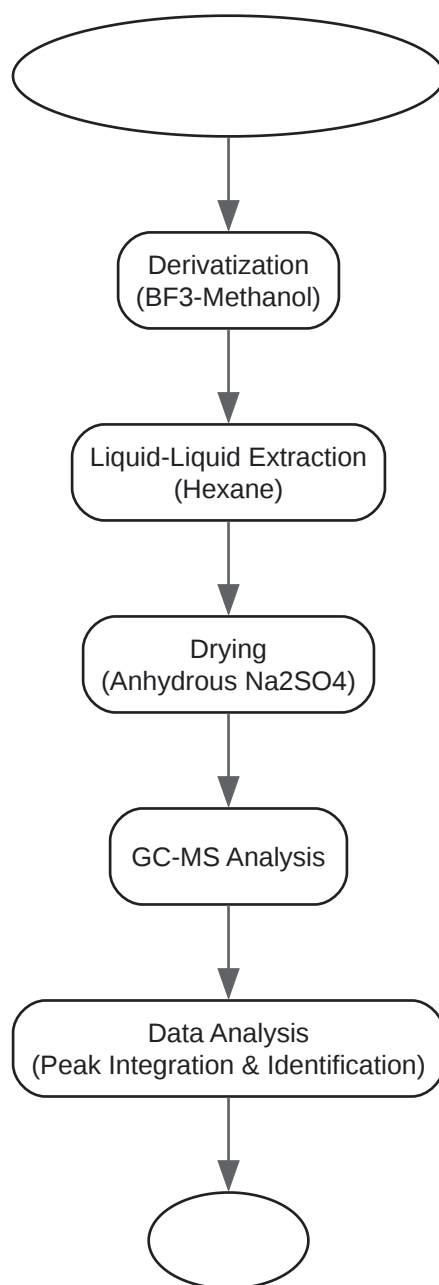 Derivatization
(BF3-Methanol)
Liquid-Liquid Extraction
(Hexane)
Drying
(Anhydrous Na2SO4)
GC-MS Analysis
Data Analysis
(Peak Integration & Identification)